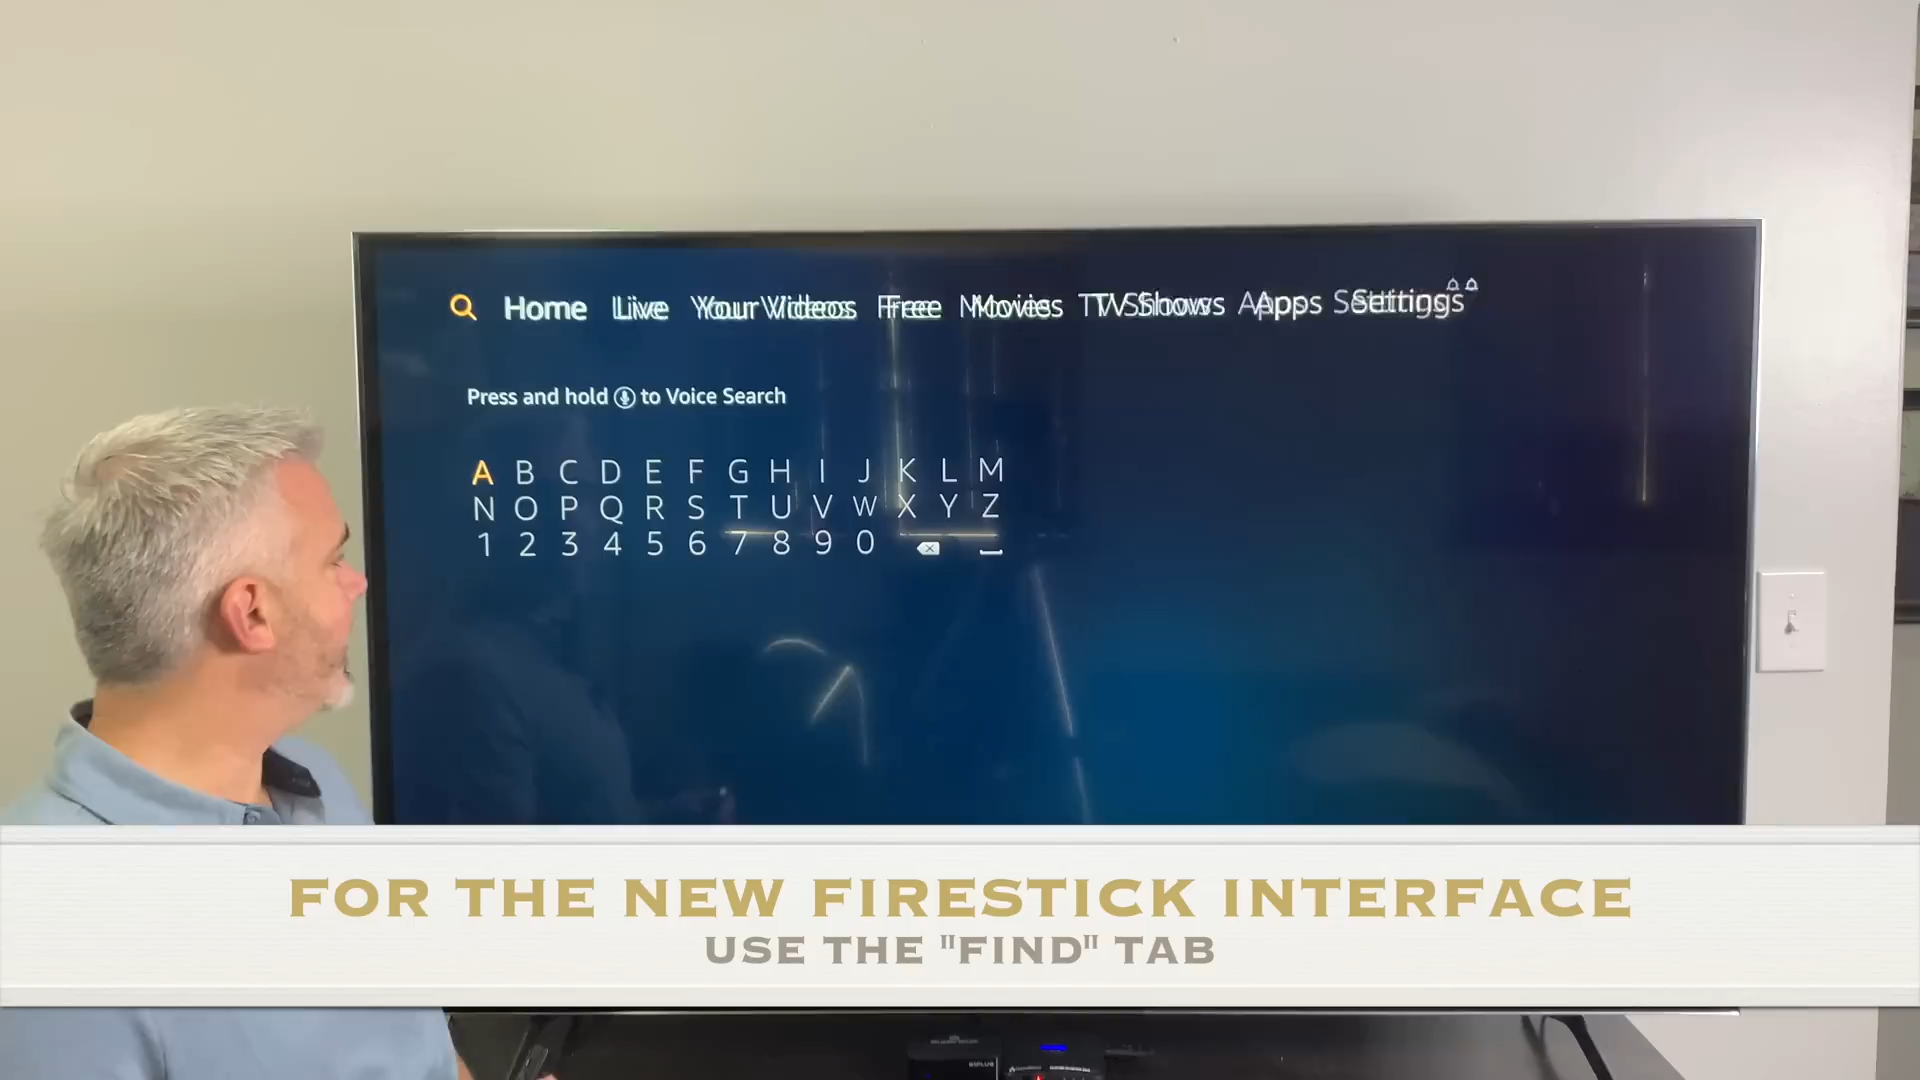 Home Live Your Videos Free Movies TV Shows Apps Settings
Press and hold to Voice Search
A B C D E F G H I J K L M
N O P Q R S T U V W X Y Z
1 2 3 4 5 6 7 8 9 0
FOR THE NEW FIRESTICK INTERFACE
USE THE "FIND" TAB